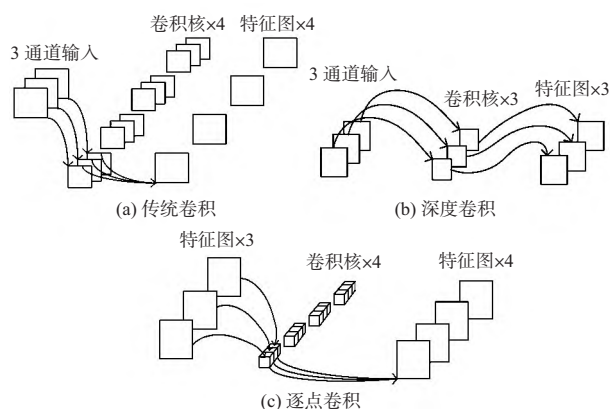 卷积核×4
特征图×4
3 通道输入
(a) 传统卷积
3 通道输入
卷积核×3
特征图×3
(b) 深度卷积
特征图×3
卷积核×4
特征图×4
(c) 逐点卷积